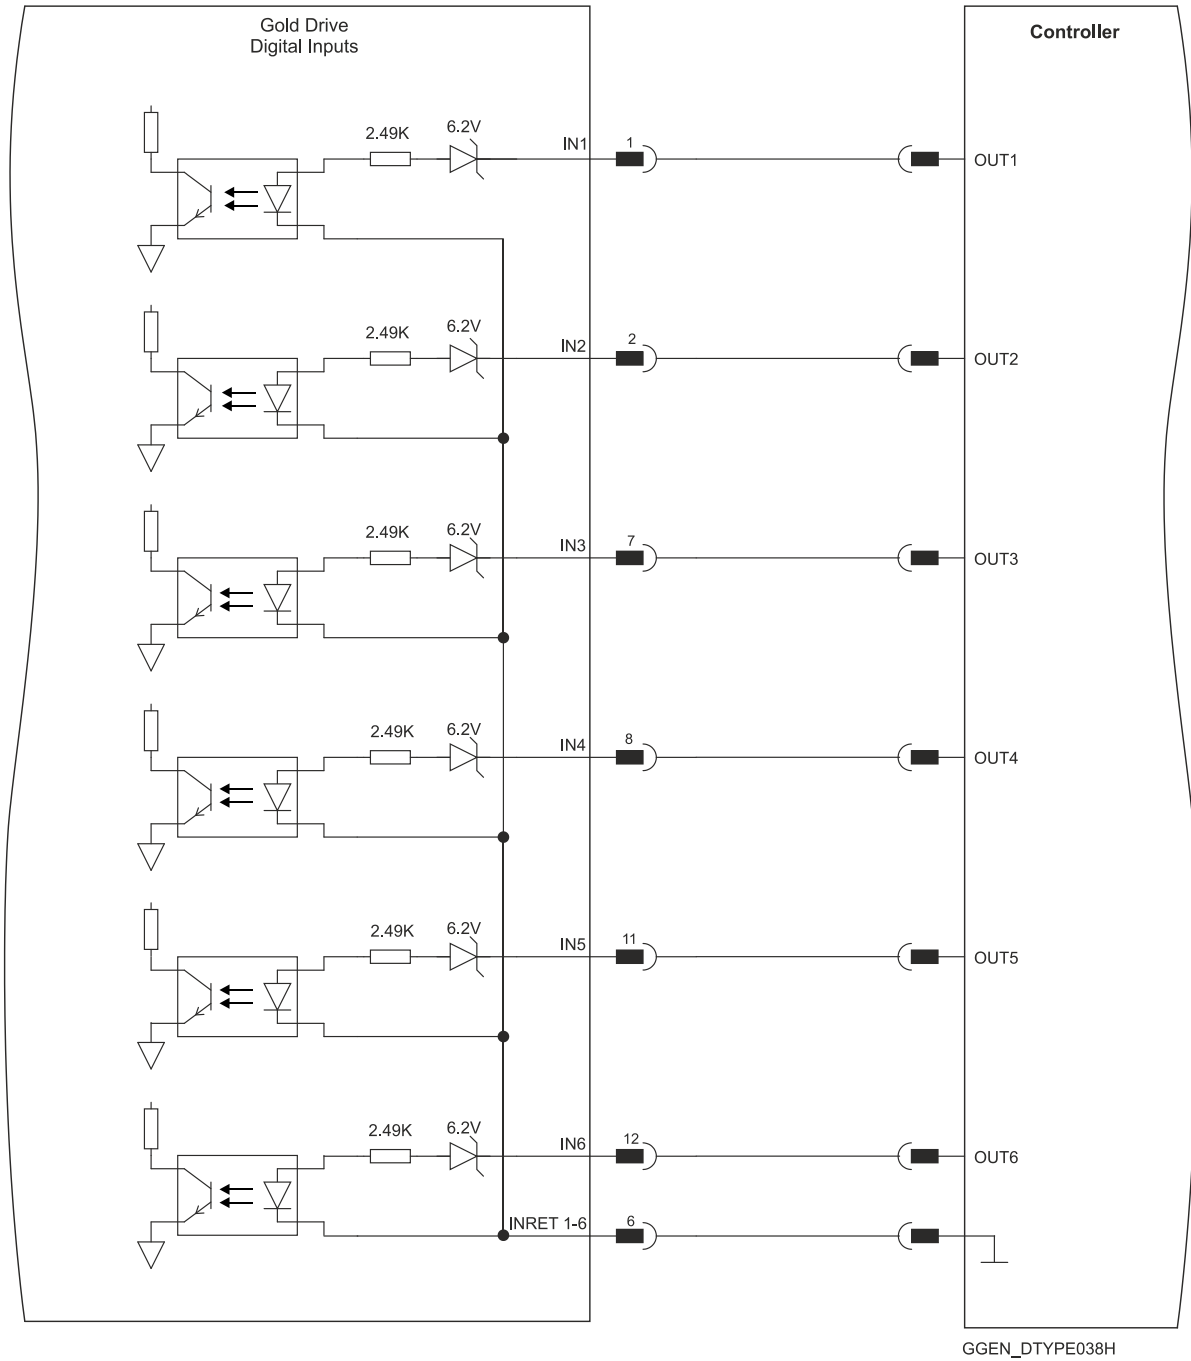 Gold Drive
Digital Inputs
Controller
2.49K 6.2V IN1 1 OUT1
2.49K 6.2V IN2 2 OUT2
2.49K 6.2V IN3 7 OUT3
2.49K 6.2V IN4 8 OUT4
2.49K 6.2V IN5 11 OUT5
2.49K 6.2V IN6 12 OUT6
INRET 1-6 6
GGEN_DTYPE038H